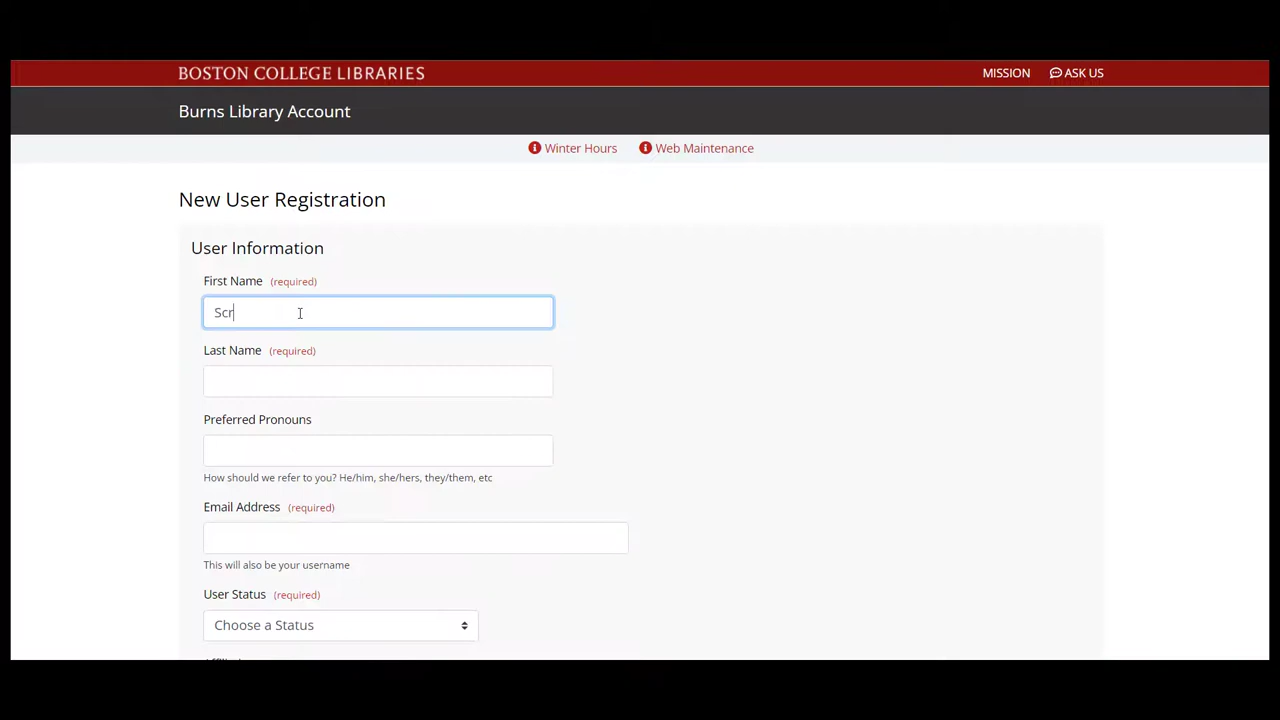 BOSTON COLLEGE LIBRARIES MISSION ASK US
Burns Library Account
Winter Hours Web Maintenance
New User Registration
User Information
First Name (required)
Scr
Last Name (required)
Preferred Pronouns
How should we refer to you? He/him, she/hers, they/them, etc
Email Address (required)
This will also be your username
User Status (required)
Choose a Status